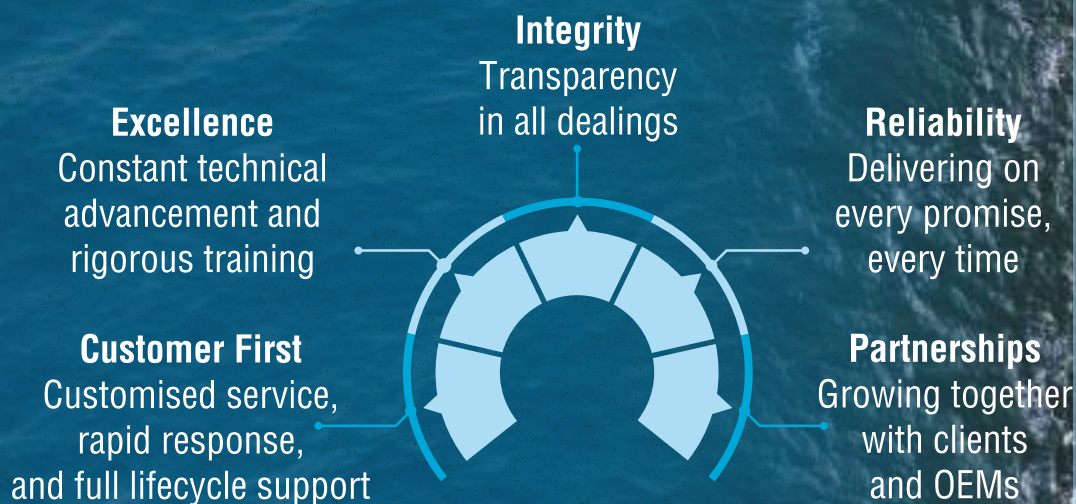 Integrity
Transparency
in all dealings
Excellence
Constant technical
advancement and
rigorous training
Reliability
Delivering on
every promise,
every time
Customer First
Customised service,
rapid response,
and full lifecycle support
Partnerships
Growing together
with clients
and OEMs